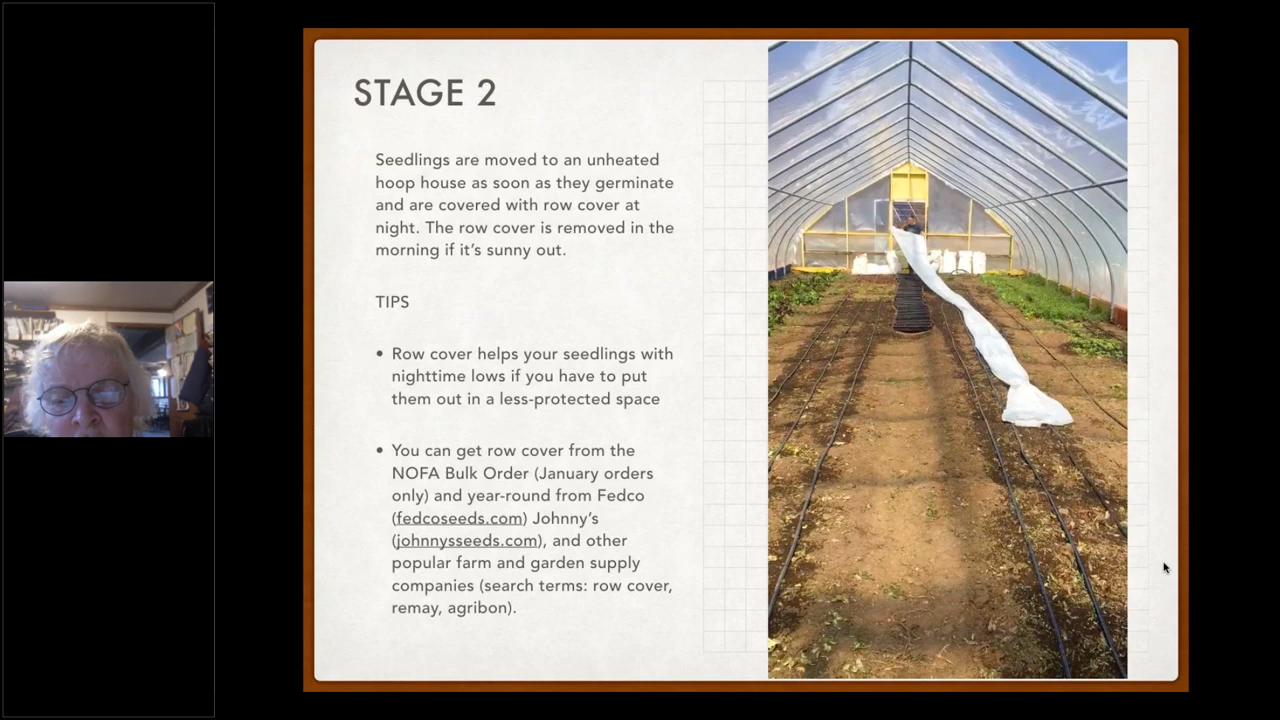 STAGE 2
Seedlings are moved to an unheated
hoop house as soon as they germinate
and are covered with row cover at
night. The row cover is removed in the
morning if it’s sunny out.
TIPS
• Row cover helps your seedlings with
nighttime lows if you have to put
them out in a less-protected space
• You can get row cover from the
NOFA Bulk Order (January orders
only) and year-round from Fedco
(fedcoseeds.com) Johnny’s
(johnnysseeds.com), and other
popular farm and garden supply
companies (search terms: row cover,
remay, agribon).